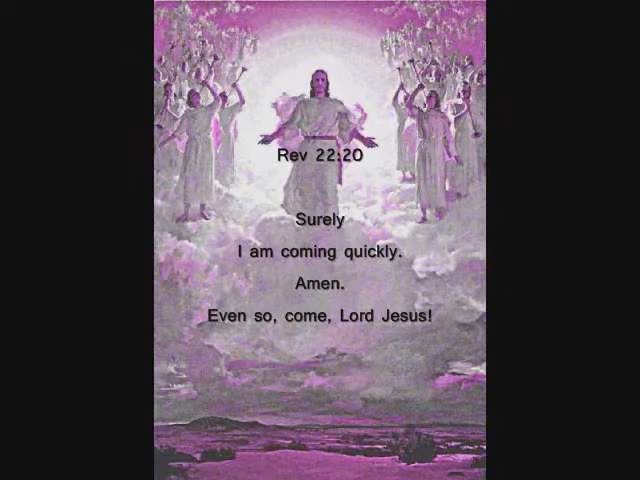 Rev 22:20
Surely
I am coming quickly.
Amen.
Even so, come, Lord Jesus!